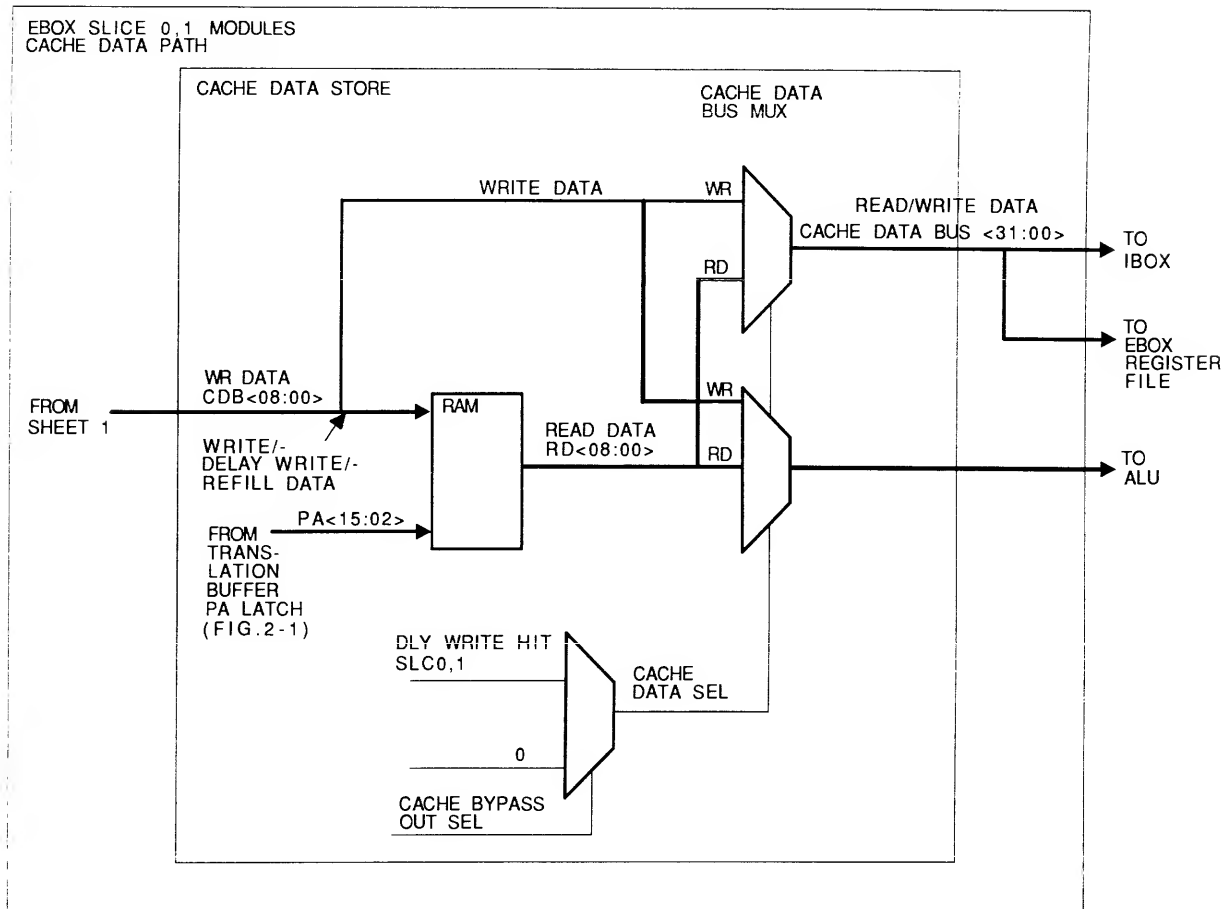 EBOX SLICE 0,1 MODULES
CACHE DATA PATH
CACHE DATA STORE
CACHE DATA
BUS MUX
WRITE DATA
WR
READ/WRITE DATA
CACHE DATA BUS <31:00>
TO
IBOX
RD
TO
EBOX
REGISTER
FILE
WR DATA
CDB<08:00>
FROM
SHEET 1
RAM
WR
WRITE/-
DELAY WRITE/-
REFILL DATA
READ DATA
RD<08:00>
RD
TO
ALU
PA<15:02>
FROM
TRANS-
LATION
BUFFER
PA LATCH
(FIG.2-1)
DLY WRITE HIT
SLC0,1
CACHE
DATA SEL
0
CACHE BYPASS
OUT SEL